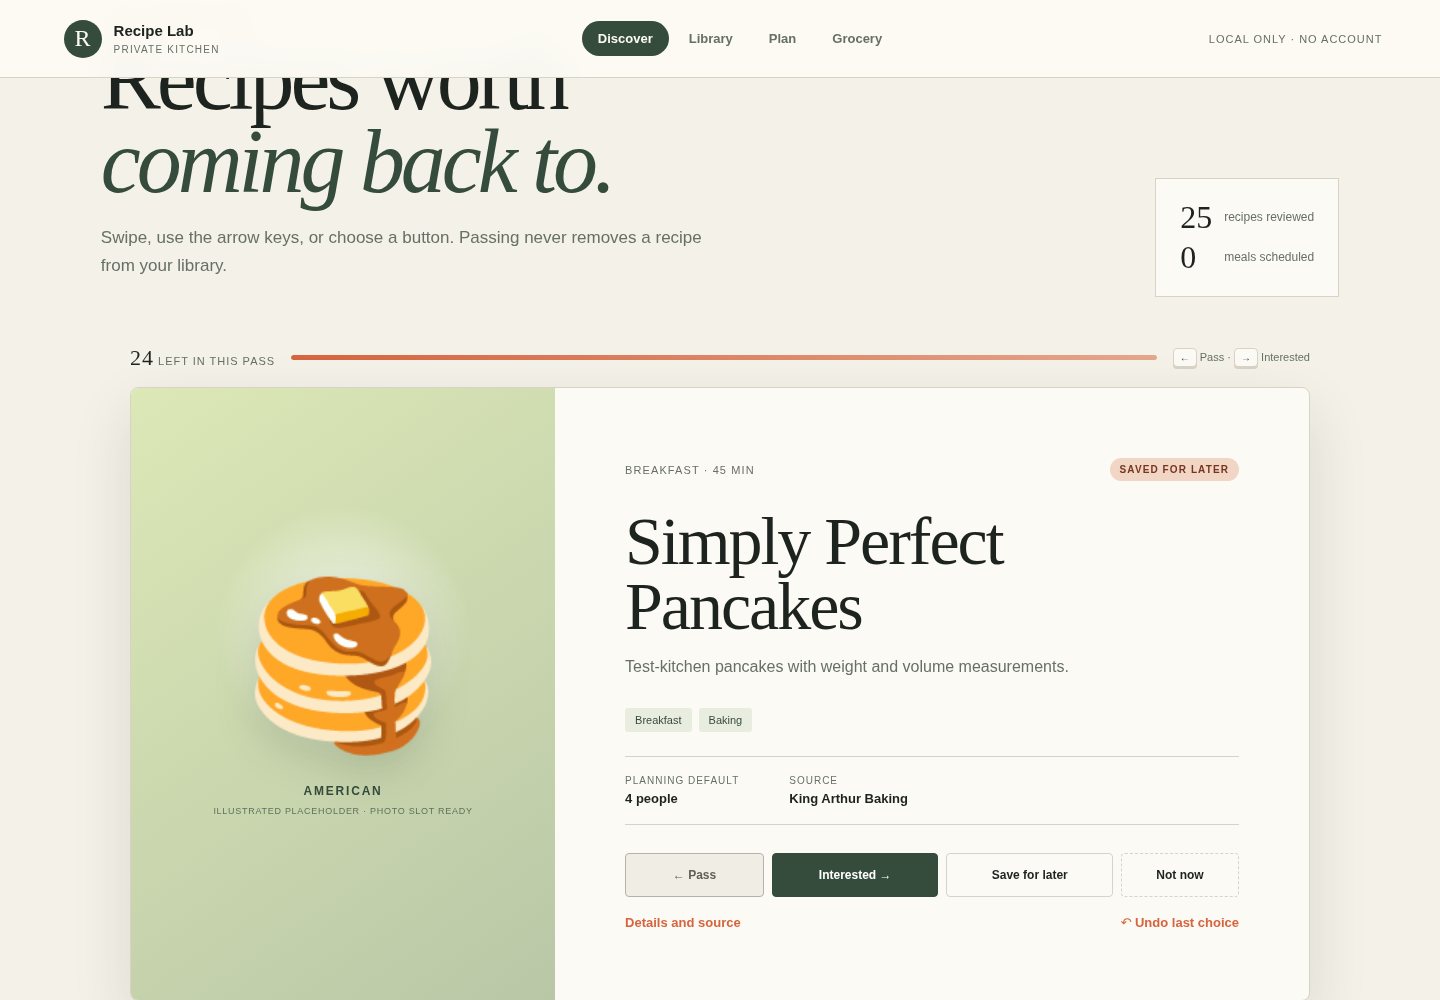 R
Recipe Lab
PRIVATE KITCHEN
Discover
Library
Plan
Grocery
LOCAL ONLY · NO ACCOUNT
Recipes worth
coming back to.
Swipe, use the arrow keys, or choose a button. Passing never removes a recipe
from your library.
25 recipes reviewed
0 meals scheduled
24 LEFT IN THIS PASS
← Pass · → Interested
BREAKFAST · 45 MIN
SAVED FOR LATER
Simply Perfect
Pancakes
Test-kitchen pancakes with weight and volume measurements.
Breakfast
Baking
PLANNING DEFAULT
4 people
SOURCE
King Arthur Baking
AMERICAN
ILLUSTRATED PLACEHOLDER · PHOTO SLOT READY
← Pass
Interested →
Save for later
Not now
Details and source
↶ Undo last choice